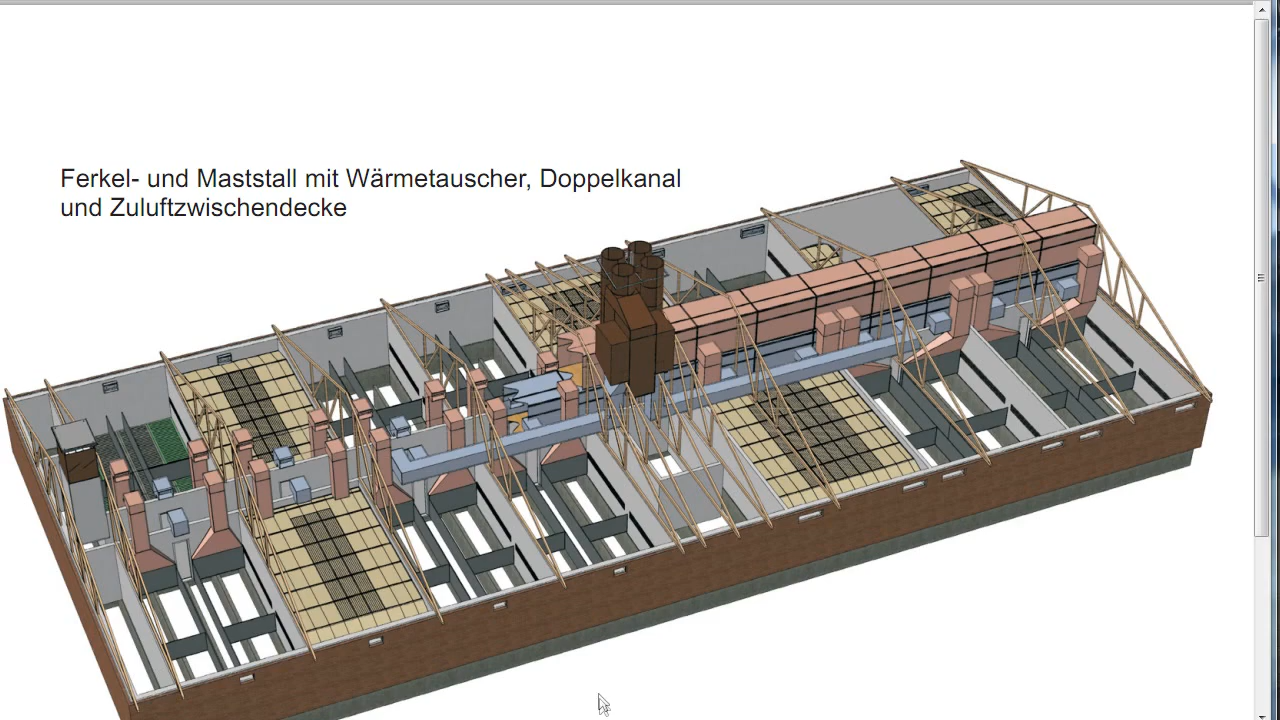 Ferkel- und Maststall mit Wärmetauscher, Doppelkanal
und Zuluftzwischendecke